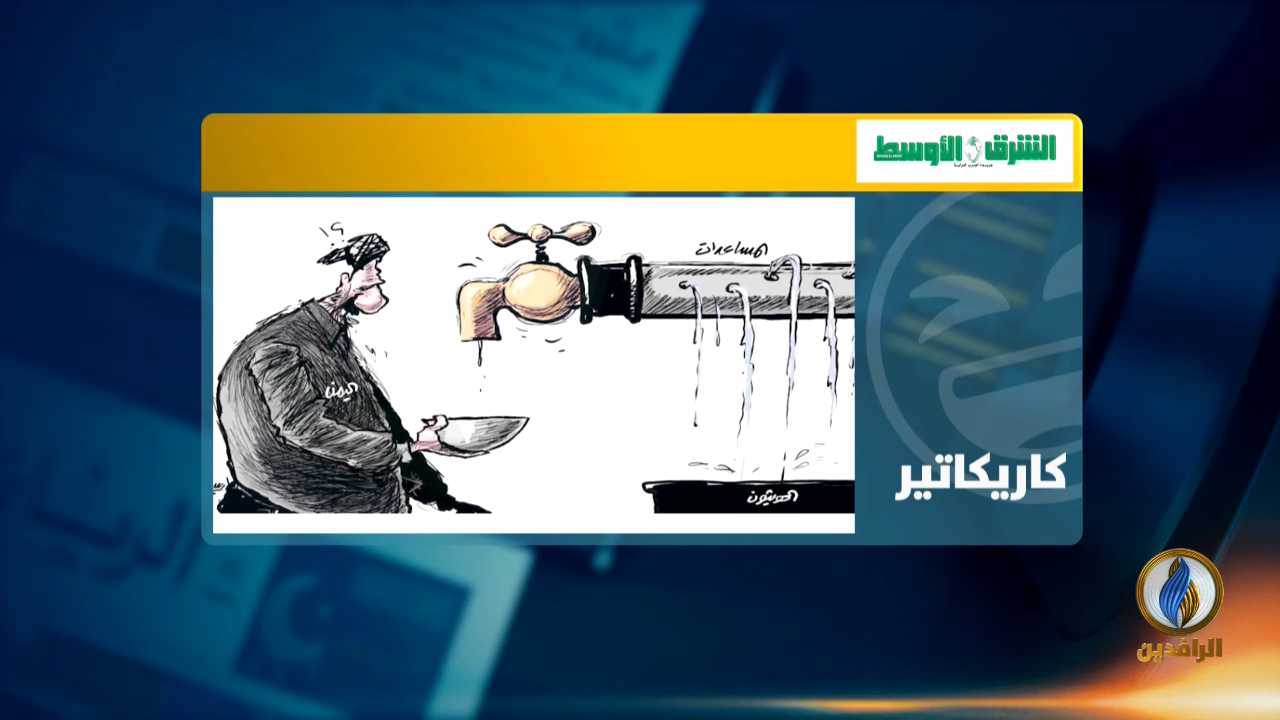 الشرق الأوسط
المساعدات
اليمن
الحوثيون
كاريكاتير
الرافدين